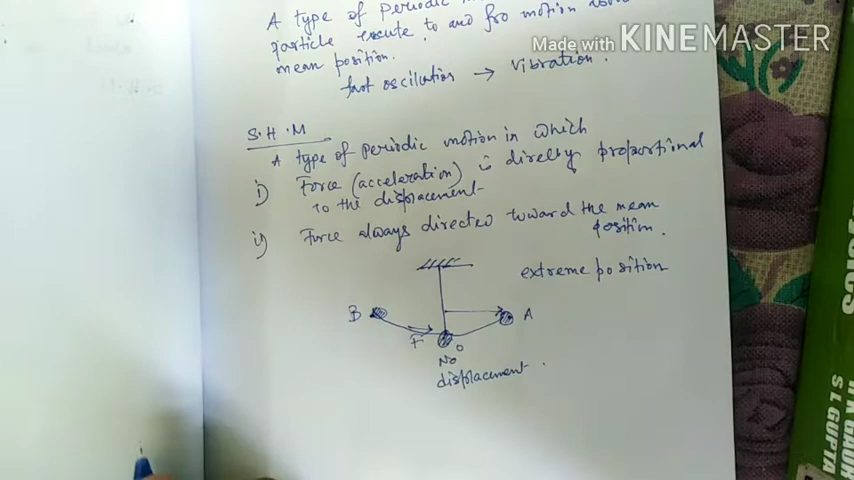 A type of periodic
particle execute to and fro motion about
mean position.
fast oscillation → vibration.
Made with KINEMASTER
S.H.M
A type of periodic motion in which
i) Force (acceleration) is direlty proportional
to the displacement
ii) Force always directed toward the mean
position.
extreme position
B
A
F
O
No
displacement.
S L GUPTA